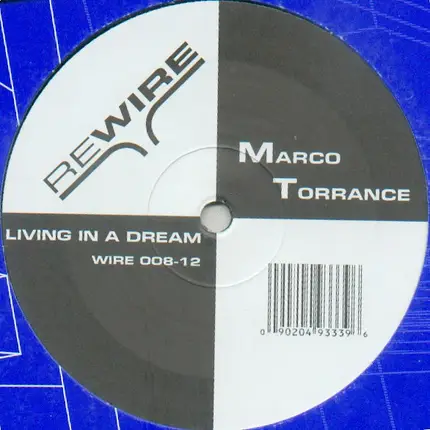 REWIRE
MARCO
TORRANCE
LIVING IN A DREAM
WIRE 008-12
0 90204 93339 6